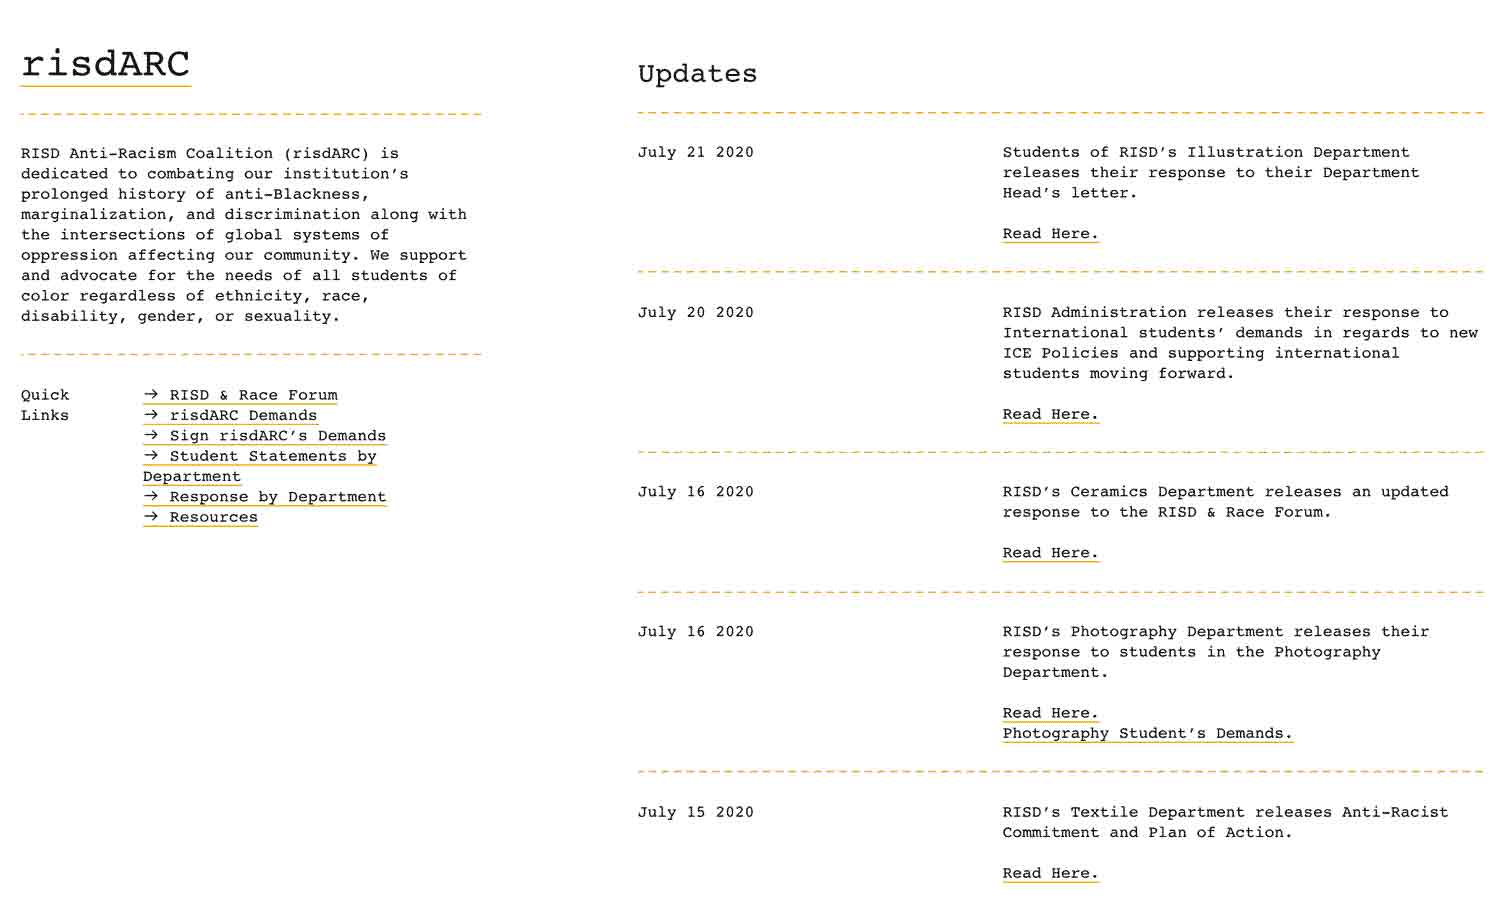 risdARC
RISD Anti-Racism Coalition (risdARC) is
dedicated to combating our institution’s
prolonged history of anti-Blackness,
marginalization, and discrimination along with
the intersections of global systems of
oppression affecting our community. We support
and advocate for the needs of all students of
color regardless of ethnicity, race,
disability, gender, or sexuality.
Quick
Links
→ RISD & Race Forum
→ risdARC Demands
→ Sign risdARC’s Demands
→ Student Statements by
Department
→ Response by Department
→ Resources
Updates
July 21 2020
Students of RISD’s Illustration Department
releases their response to their Department
Head’s letter.
Read Here.
July 20 2020
RISD Administration releases their response to
International students’ demands in regards to new
ICE Policies and supporting international
students moving forward.
Read Here.
July 16 2020
RISD’s Ceramics Department releases an updated
response to the RISD & Race Forum.
Read Here.
July 16 2020
RISD’s Photography Department releases their
response to students in the Photography
Department.
Read Here.
Photography Student’s Demands.
July 15 2020
RISD’s Textile Department releases Anti-Racist
Commitment and Plan of Action.
Read Here.